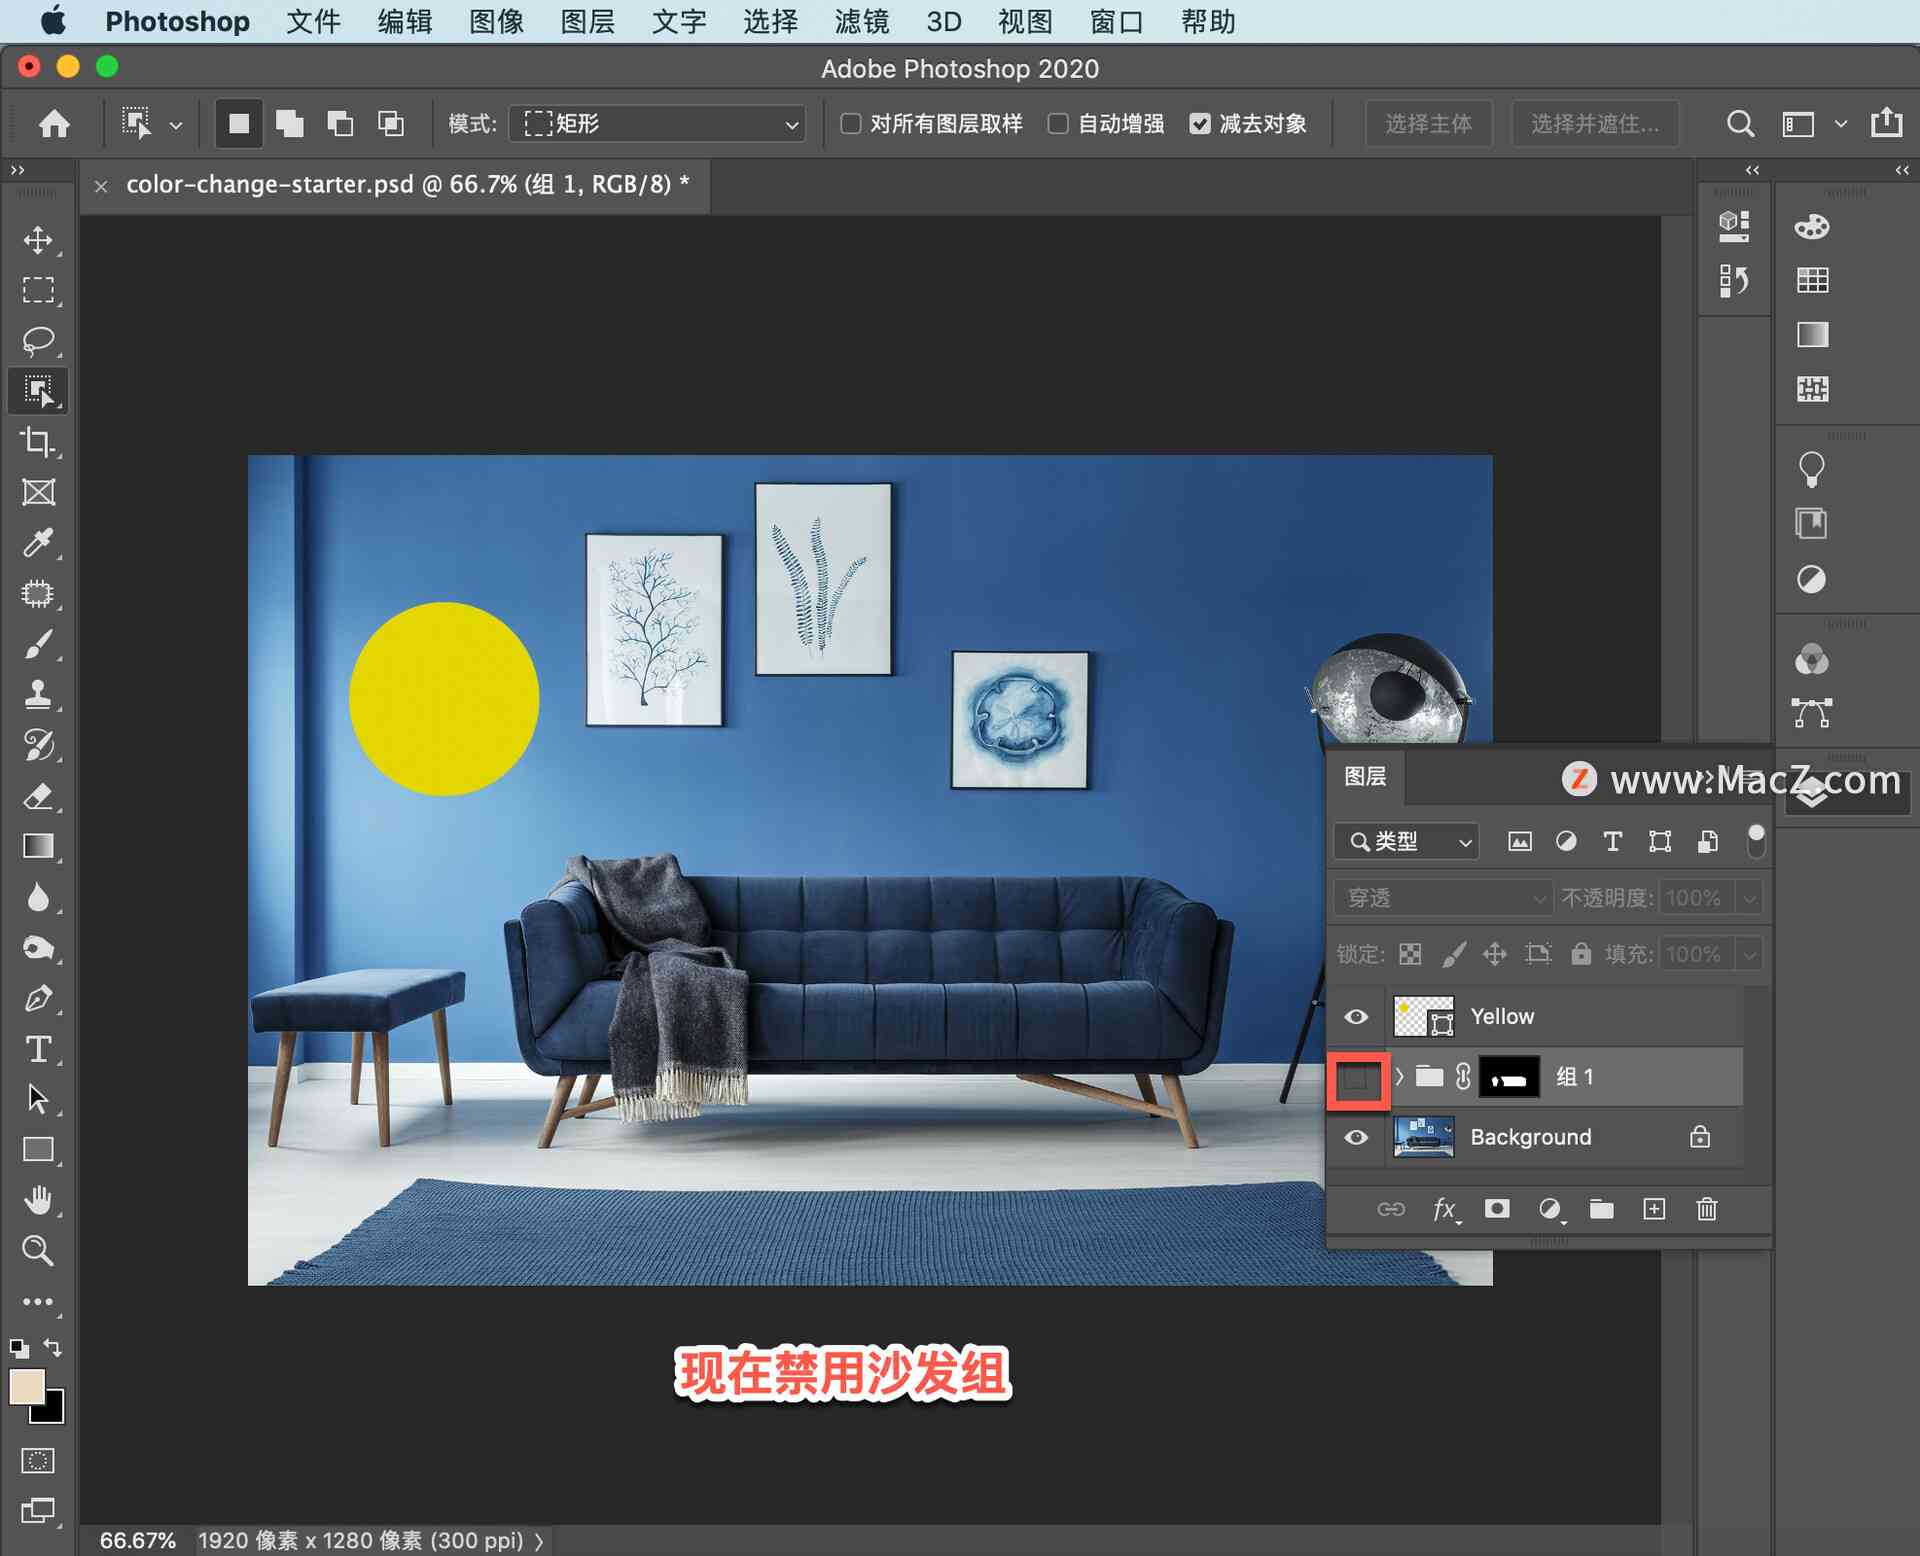 Photoshop 文件 编辑 图像 图层 文字 选择 滤镜 3D 视图 窗口 帮助
Adobe Photoshop 2020
模式: 矩形 对所有图层取样 自动增强 减去对象 选择主体 选择并遮住...
color-change-starter.psd @ 66.7% (组 1, RGB/8) *
图层
www.MacZ.com
类型
穿透 不透明度: 100%
锁定: 填充: 100%
Yellow
组 1
Background
fx
现在禁用沙发组
66.67% 1920 像素 x 1280 像素 (300 ppi)